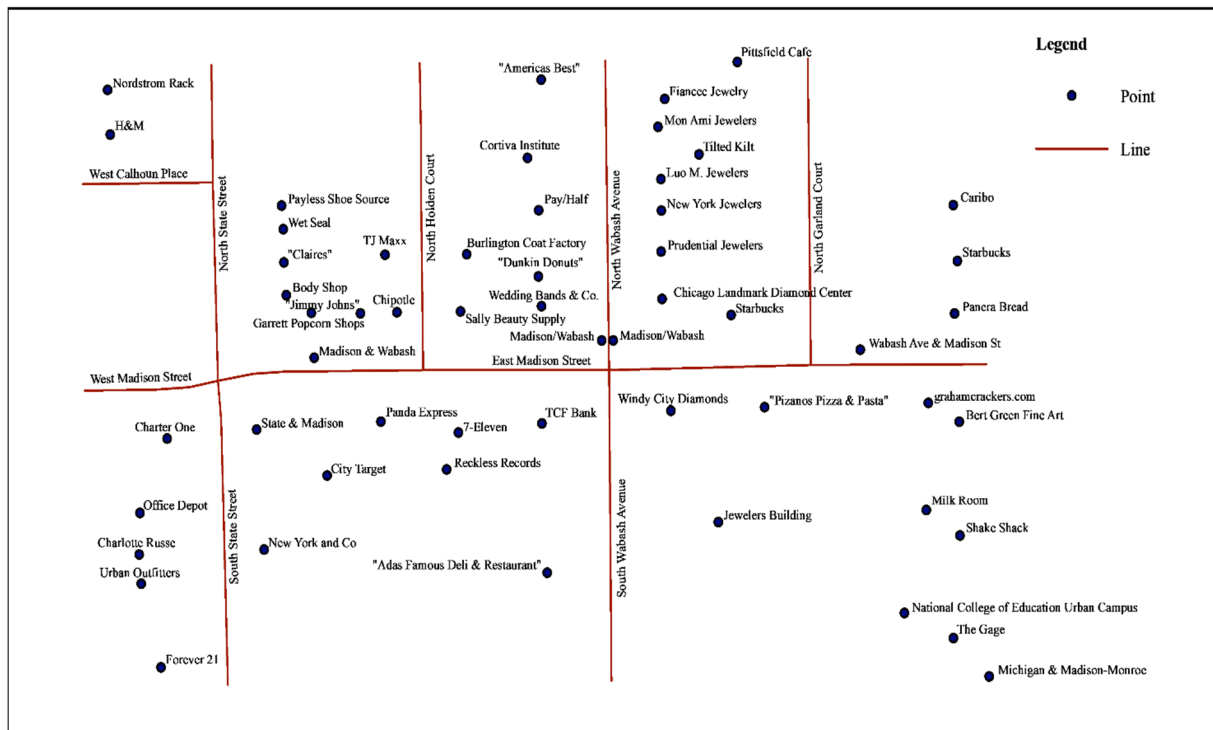 Pittsfield Cafe
Legend
"Americas Best"
Nordstrom Rack
Fiancee Jewelry
Point
H&M
Mon Ami Jewelers
Cortiva Institute
Tilted Kilt
Line
West Calhoun Place
Luo M. Jewelers
Payless Shoe Source
Pay/Half
New York Jewelers
Caribo
Wet Seal
North State Street
North Holden Court
North Wabash Avenue
North Garland Court
TJ Maxx
Burlington Coat Factory
Prudential Jewelers
Starbucks
"Claires"
"Dunkin Donuts"
Body Shop
Wedding Bands & Co.
Chicago Landmark Diamond Center
"Jimmy Johns"
Chipotle
Garrett Popcorn Shops
Sally Beauty Supply
Starbucks
Panera Bread
Madison/Wabash
Madison/Wabash
Wabash Ave & Madison St
Madison & Wabash
East Madison Street
West Madison Street
Windy City Diamonds
"Pizanos Pizza & Pasta"
grahamcrackers.com
Charter One
State & Madison
Panda Express
7-Eleven
TCF Bank
Bert Green Fine Art
City Target
Reckless Records
Office Depot
Jewelers Building
Milk Room
Shake Shack
South State Street
South Wabash Avenue
Charlotte Russe
New York and Co
Urban Outfitters
"Adas Famous Deli & Restaurant"
National College of Education Urban Campus
The Gage
Forever 21
Michigan & Madison-Monroe